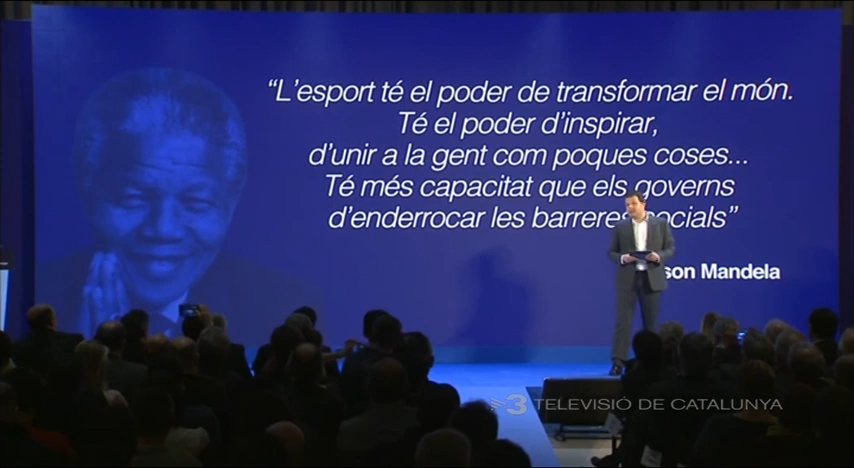 “L’esport té el poder de transformar el món.
Té el poder d’inspirar,
d’unir a la gent com poques coses...
Té més capacitat que els governs
d’enderrocar les barreres socials”
son Mandela
3 TELEVISIÓ DE CATALUNYA